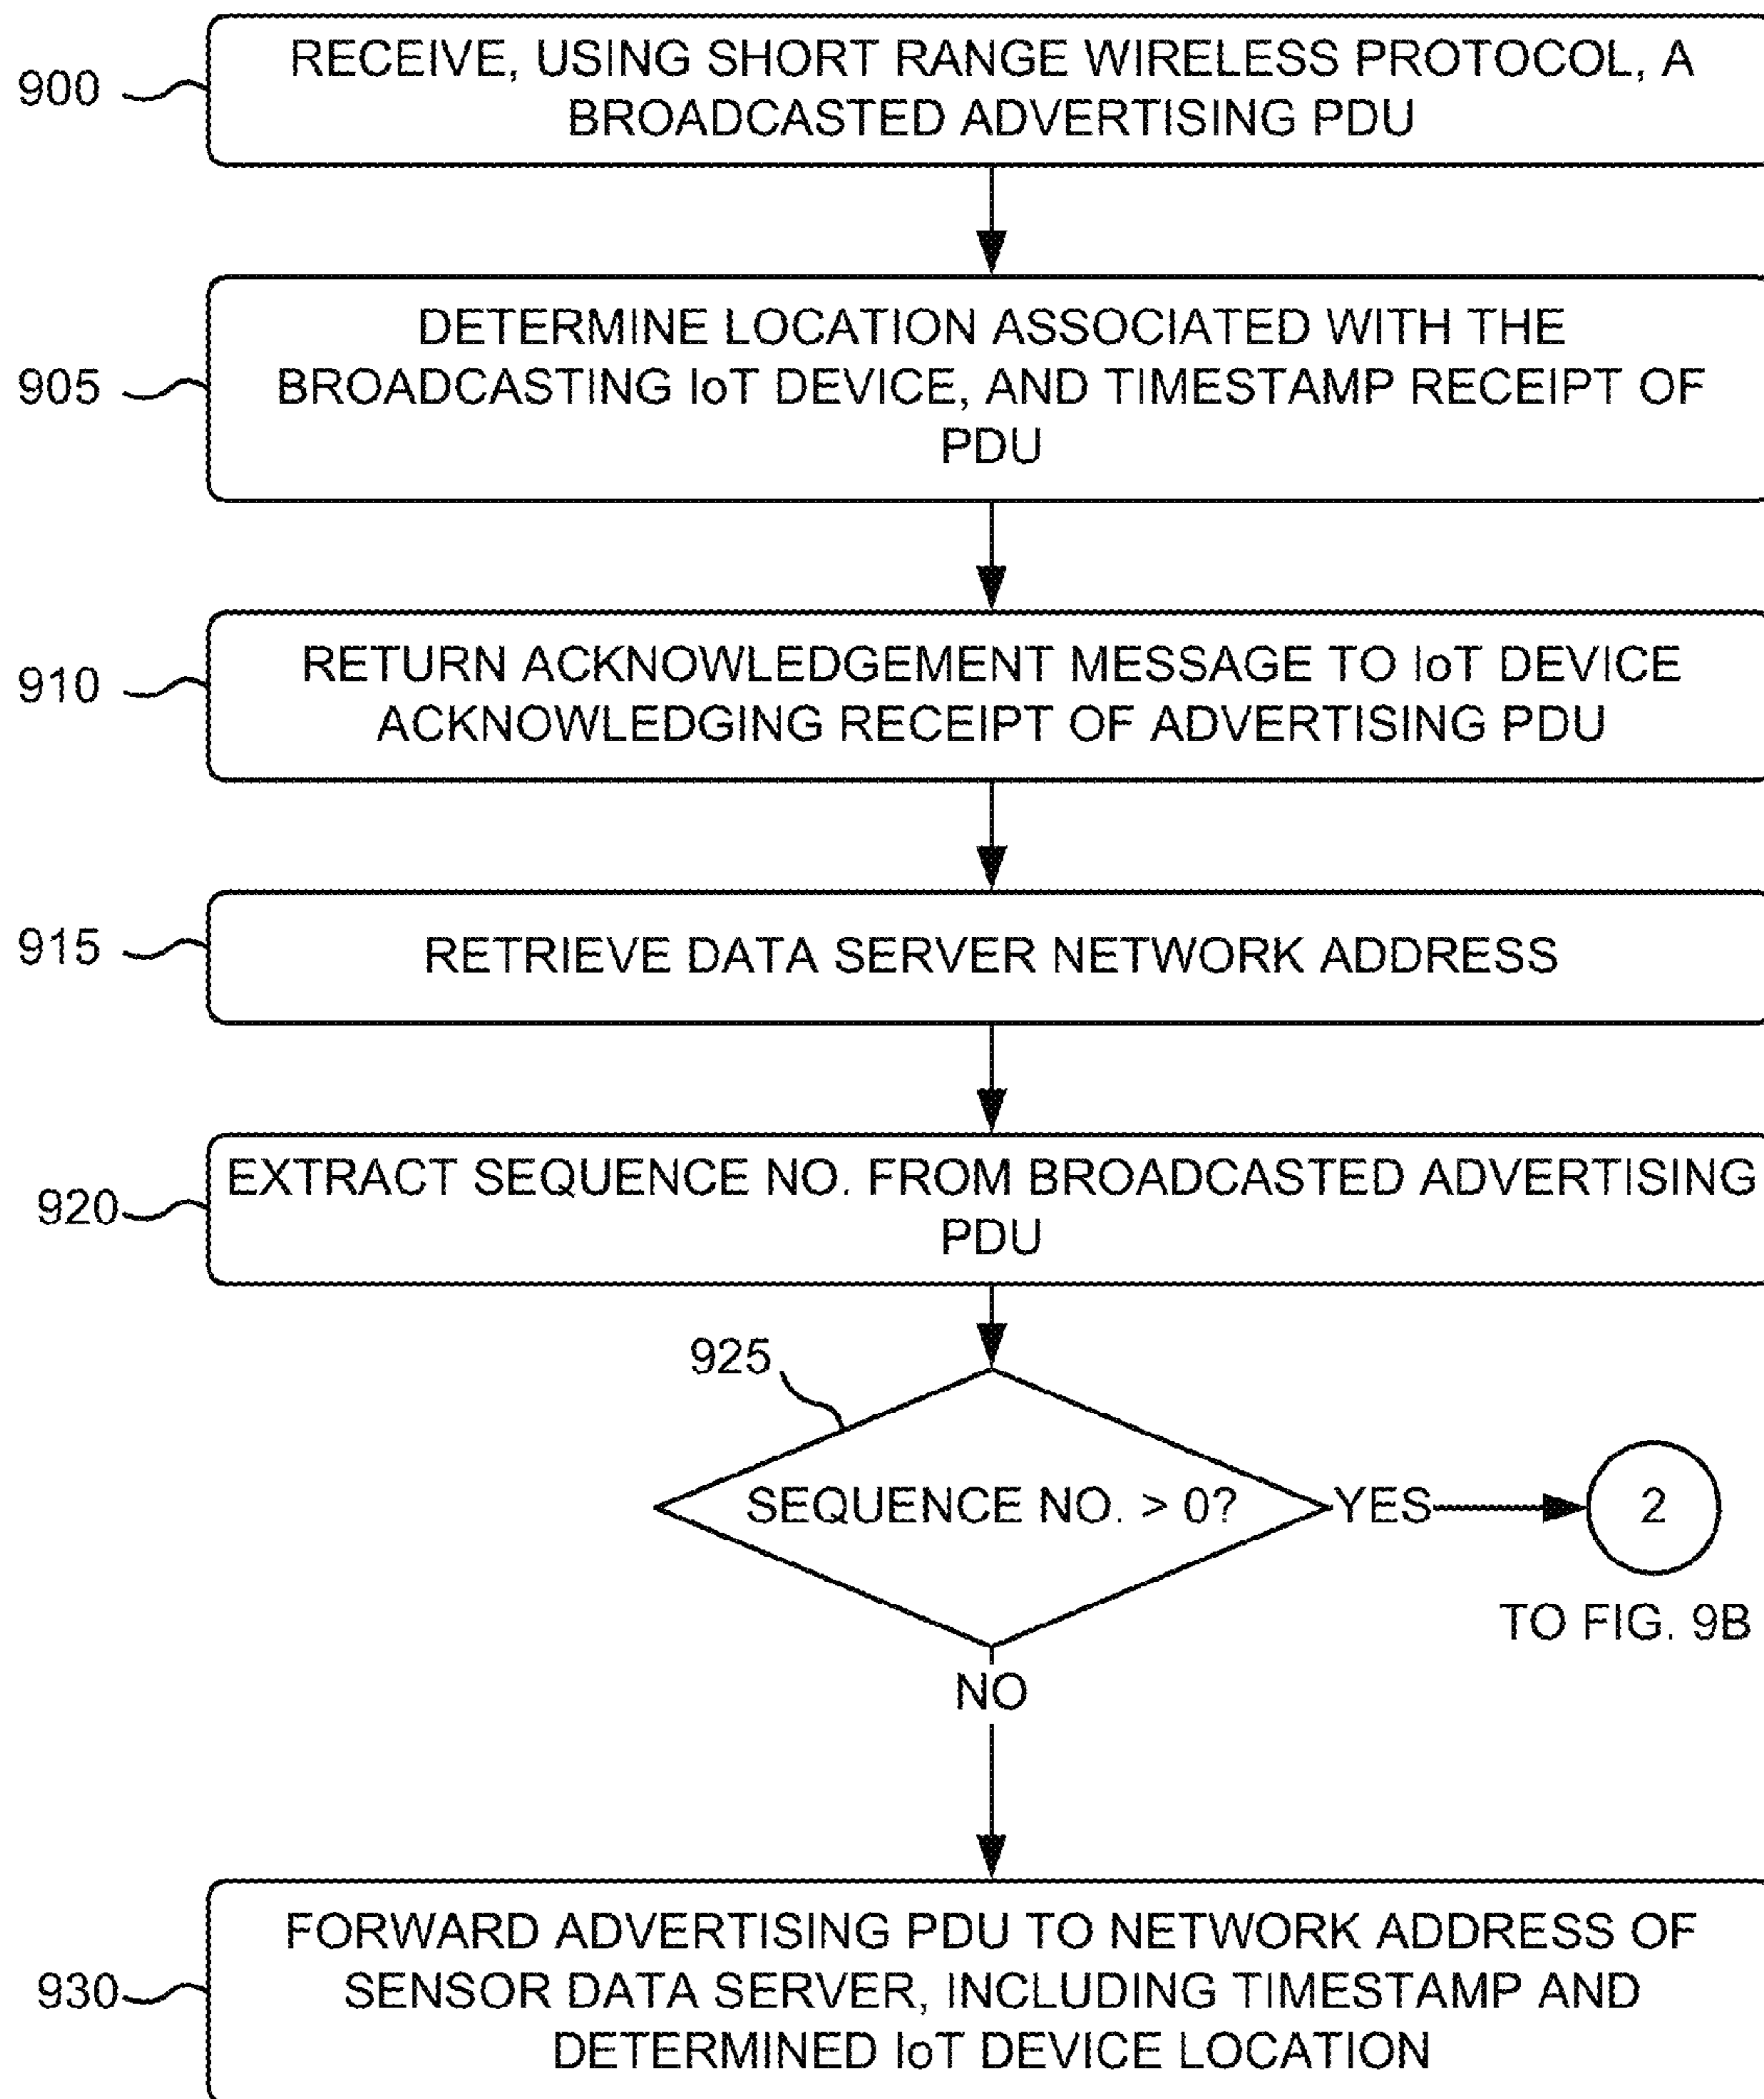 900
RECEIVE, USING SHORT RANGE WIRELESS PROTOCOL, A
BROADCASTED ADVERTISING PDU
905
DETERMINE LOCATION ASSOCIATED WITH THE
BROADCASTING IoT DEVICE, AND TIMESTAMP RECEIPT OF
PDU
910
RETURN ACKNOWLEDGEMENT MESSAGE TO IoT DEVICE
ACKNOWLEDGING RECEIPT OF ADVERTISING PDU
915
RETRIEVE DATA SERVER NETWORK ADDRESS
920
EXTRACT SEQUENCE NO. FROM BROADCASTED ADVERTISING
PDU
925
SEQUENCE NO. > 0?
YES
2
TO FIG. 9B
NO
930
FORWARD ADVERTISING PDU TO NETWORK ADDRESS OF
SENSOR DATA SERVER, INCLUDING TIMESTAMP AND
DETERMINED IoT DEVICE LOCATION